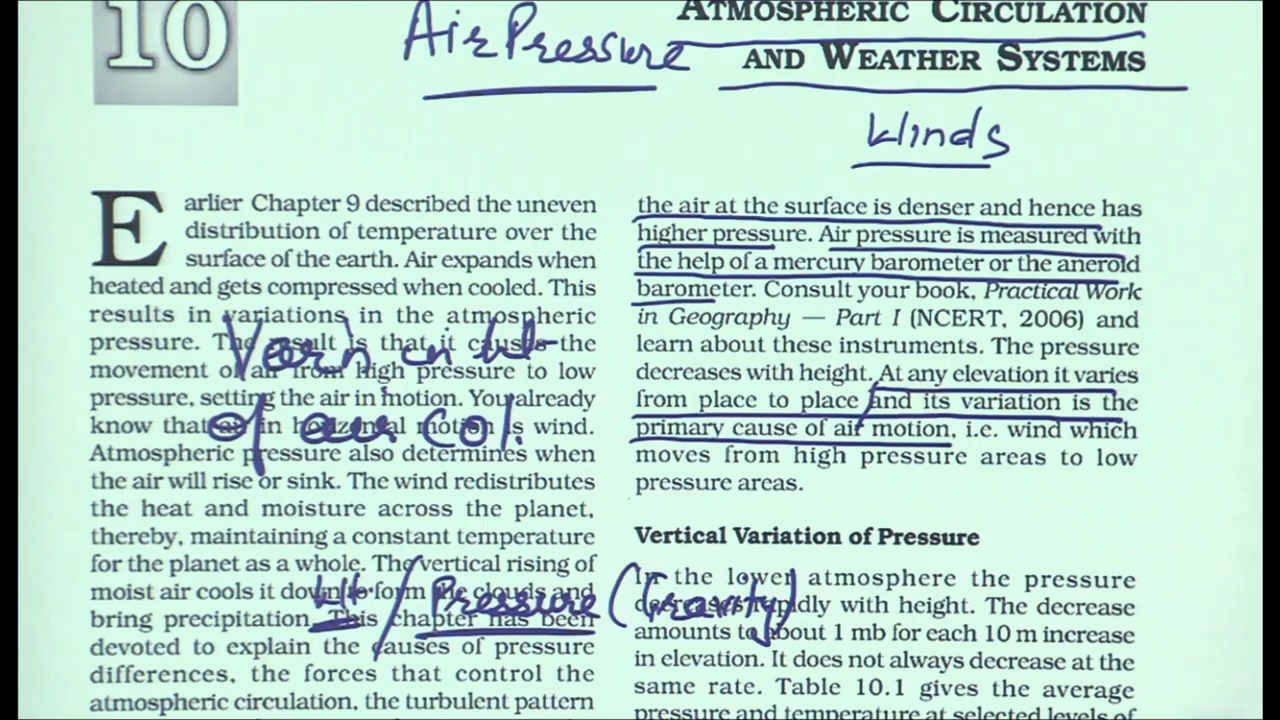 10
Air Pressure
ATMOSPHERIC CIRCULATION
AND WEATHER SYSTEMS
Winds
Earlier Chapter 9 described the uneven
distribution of temperature over the
surface of the earth. Air expands when
heated and gets compressed when cooled. This
results in variations in the atmospheric
pressure. The result is that it causes the
movement of air from high pressure to low
pressure, setting the air in motion. You already
know that air in horizontal motion is wind.
Atmospheric pressure also determines when
the air will rise or sink. The wind redistributes
the heat and moisture across the planet,
thereby, maintaining a constant temperature
for the planet as a whole. The vertical rising of
moist air cools it down to form the clouds and
bring precipitation. This chapter has been
devoted to explain the causes of pressure
differences, the forces that control the
atmospheric circulation, the turbulent pattern
of air col.
Pressure (Gravity)
the air at the surface is denser and hence has
higher pressure. Air pressure is measured with
the help of a mercury barometer or the aneroid
barometer. Consult your book, Practical Work
in Geography — Part I (NCERT, 2006) and
learn about these instruments. The pressure
decreases with height. At any elevation it varies
from place to place and its variation is the
primary cause of air motion, i.e. wind which
moves from high pressure areas to low
pressure areas.
Vertical Variation of Pressure
In the lower atmosphere the pressure
decreases rapidly with height. The decrease
amounts to about 1 mb for each 10 m increase
in elevation. It does not always decrease at the
same rate. Table 10.1 gives the average
pressure and temperature at selected levels of